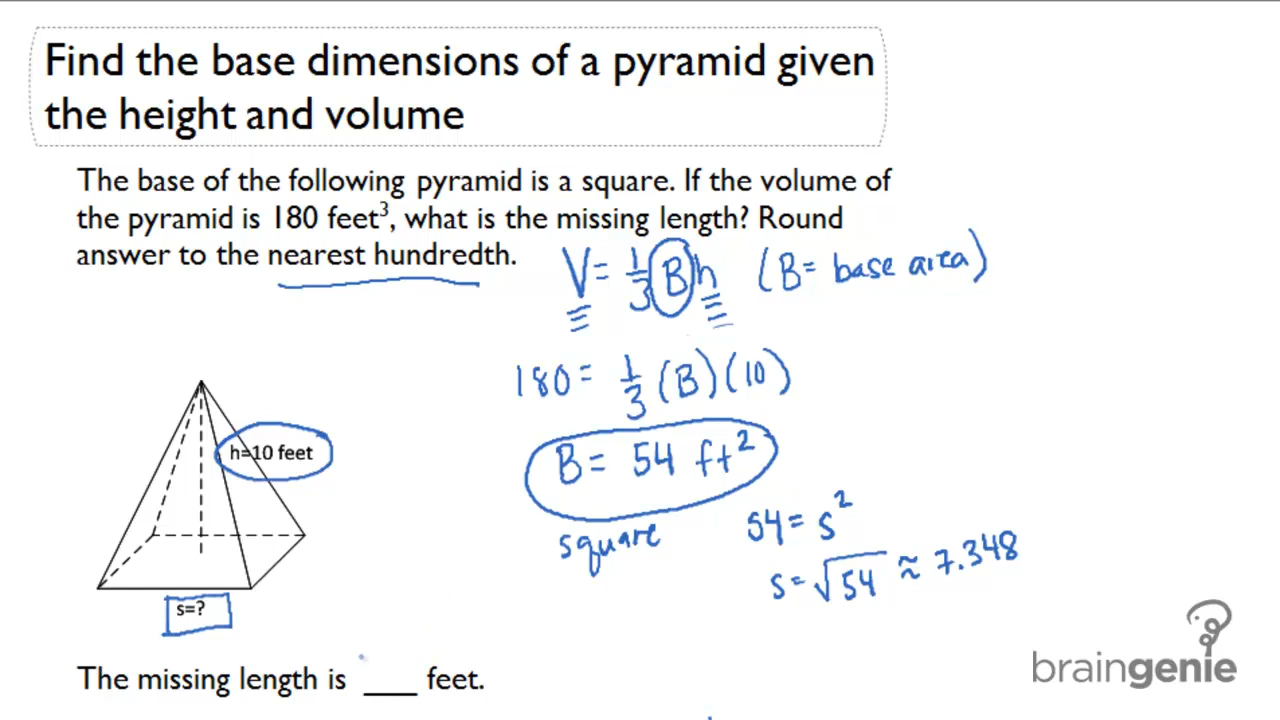 Find the base dimensions of a pyramid given
the height and volume
The base of the following pyramid is a square. If the volume of
the pyramid is 180 feet³, what is the missing length? Round
answer to the nearest hundredth.
V = 1/3 Bh (B = base area)
180 = 1/3 (B)(10)
h=10 feet
B = 54 ft²
square
54 = s²
s = √54 ≈ 7.348
s=?
braingenie
The missing length is ___ feet.